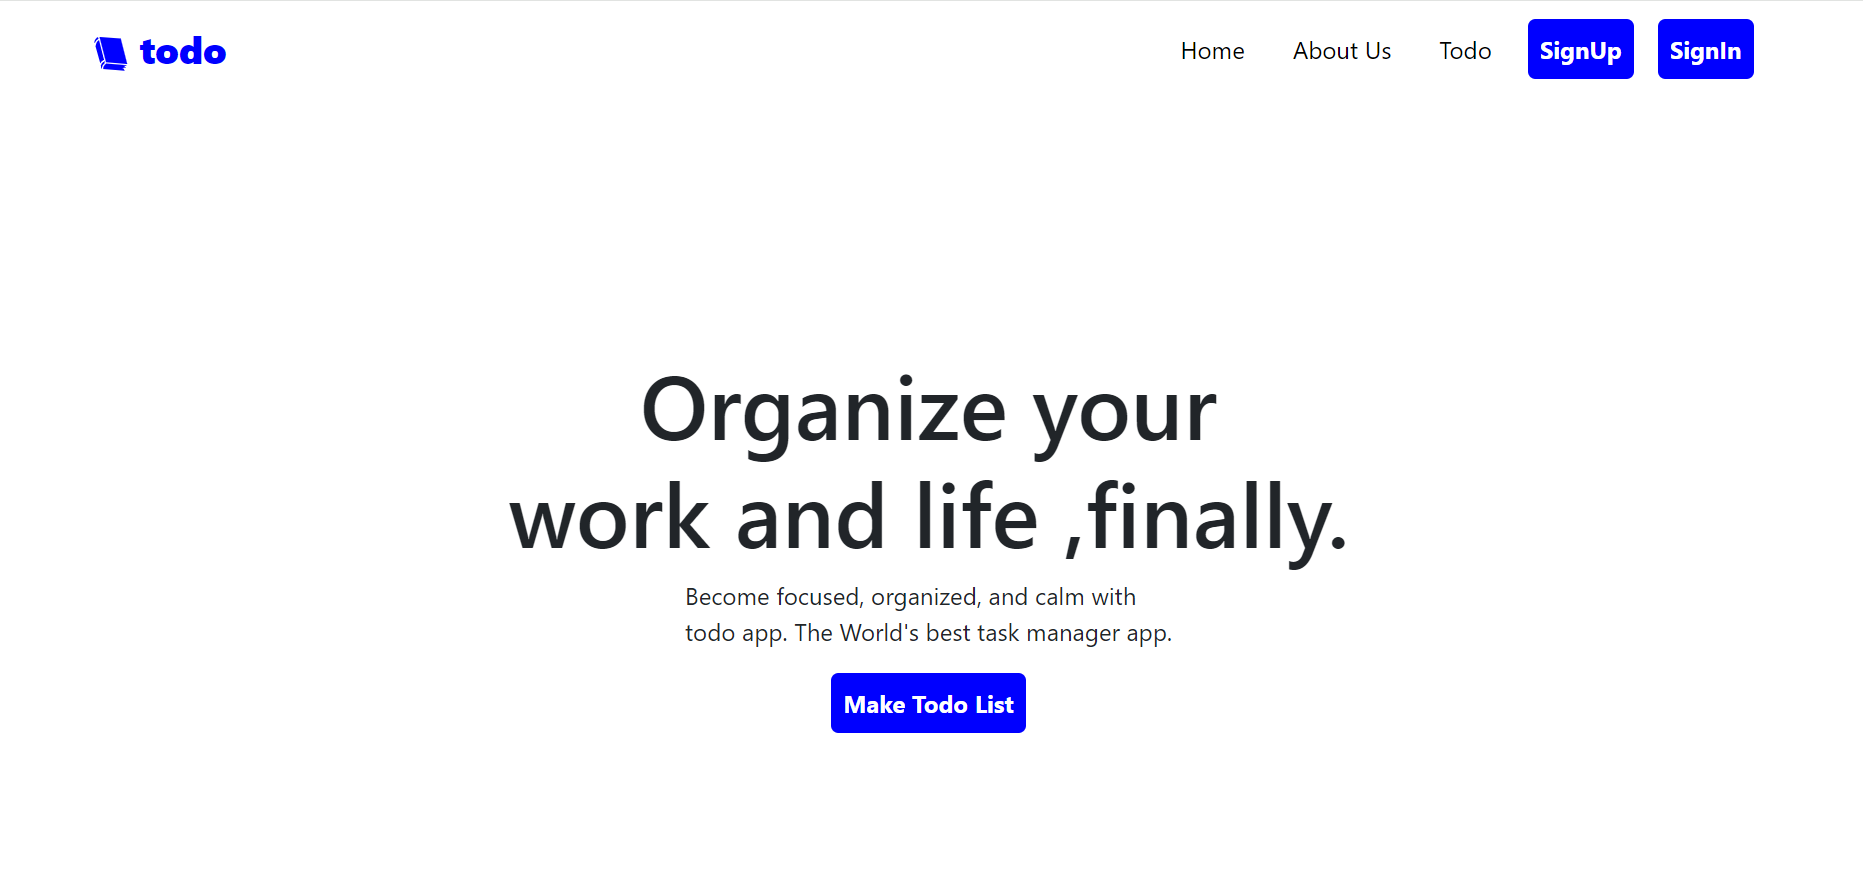 todo
Home About Us Todo SignUp SignIn
Organize your
work and life ,finally.
Become focused, organized, and calm with
todo app. The World's best task manager app.
Make Todo List